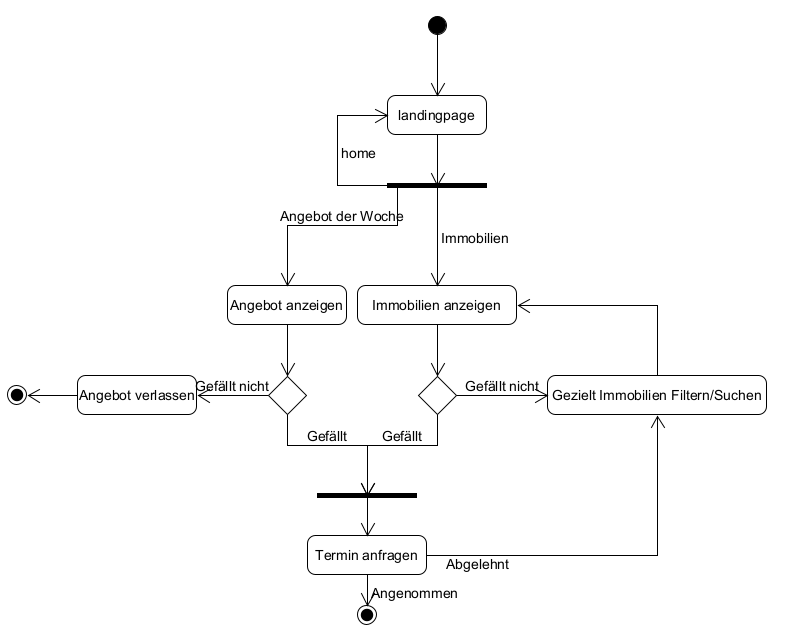 landingpage
home
Angebot der Woche
Immobilien
Angebot anzeigen
Immobilien anzeigen
Angebot verlassen
Gefällt nicht
Gefällt nicht
Gezielt Immobilien Filtern/Suchen
Gefällt
Gefällt
Termin anfragen
Abgelehnt
Angenommen